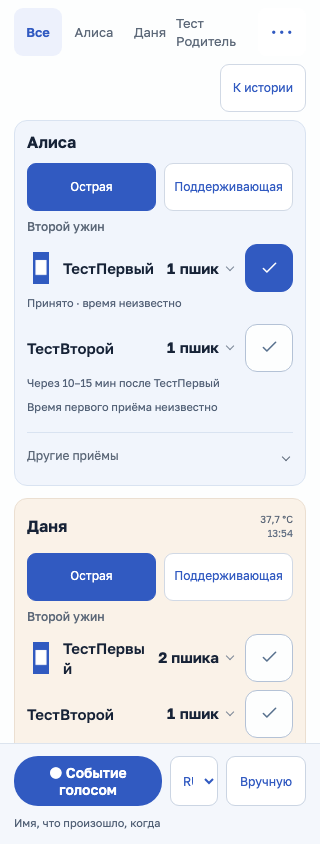 Все
Алиса
Даня
Тест
Родитель
К истории
Алиса
Острая
Поддерживающая
Второй ужин
ТестПервый
1 пшик
Принято · время неизвестно
ТестВторой
1 пшик
Через 10–15 мин после ТестПервый
Время первого приёма неизвестно
Другие приёмы
Даня
37,7 °C
13:54
Острая
Поддерживающая
Второй ужин
ТестПервы
й
2 пшика
ТестВторой
1 пшик
Событие
голосом
Вручную
Имя, что произошло, когда